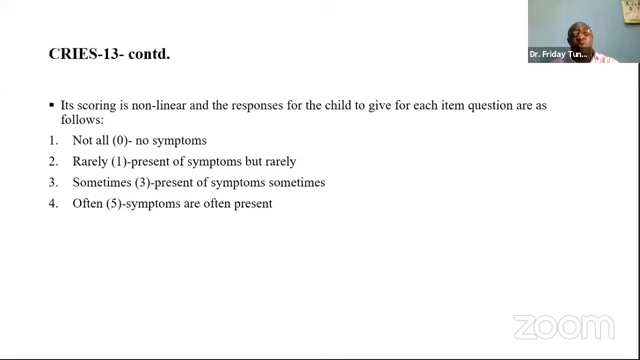 CRIES-13- contd.
▪ Its scoring is non-linear and the responses for the child to give for each item question are as
follows:
1. Not all (0)- no symptoms
2. Rarely (1)-present of symptoms but rarely
3. Sometimes (3)-present of symptoms sometimes
4. Often (5)-symptoms are often present
Dr. Friday Tun...
zoom